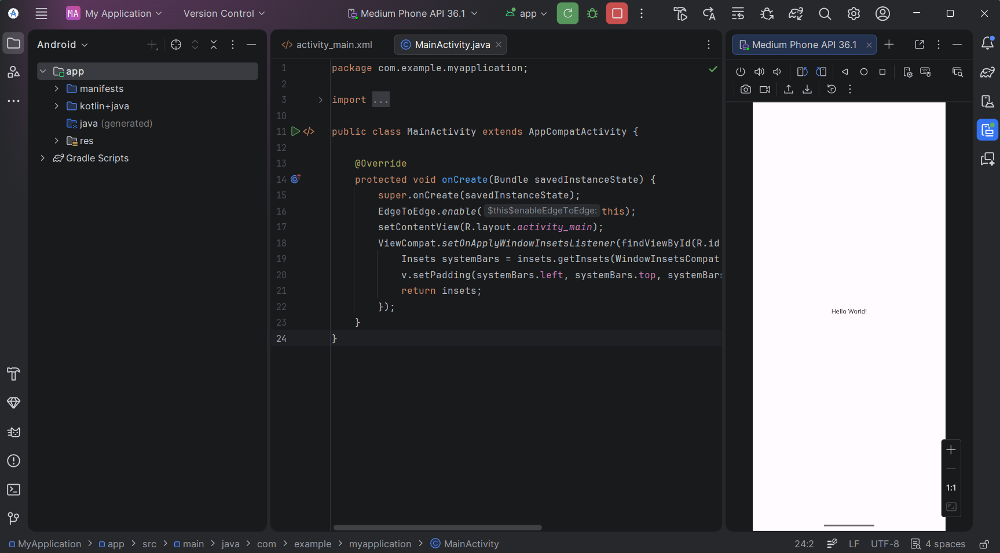 MA My Application Version Control Medium Phone API 36.1 app
Android
app
manifests
kotlin+java
java (generated)
res
Gradle Scripts
activity_main.xml MainActivity.java
1 package com.example.myapplication;
2
3 import ...
10
11 public class MainActivity extends AppCompatActivity {
12
13 @Override
14 protected void onCreate(Bundle savedInstanceState) {
15 super.onCreate(savedInstanceState);
16 EdgeToEdge.enable( $this$enableEdgeToEdge: this);
17 setContentView(R.layout.activity_main);
18 ViewCompat.setOnApplyWindowInsetsListener(findViewById(R.id
19 Insets systemBars = insets.getInsets(WindowInsetsCompat
20 v.setPadding(systemBars.left, systemBars.top, systemBars
21 return insets;
22 });
23 }
24 }
Medium Phone API 36.1
Hello World!
1:1
MyApplication > app > src > main > java > com > example > myapplication > MainActivity
24:2 LF UTF-8 4 spaces